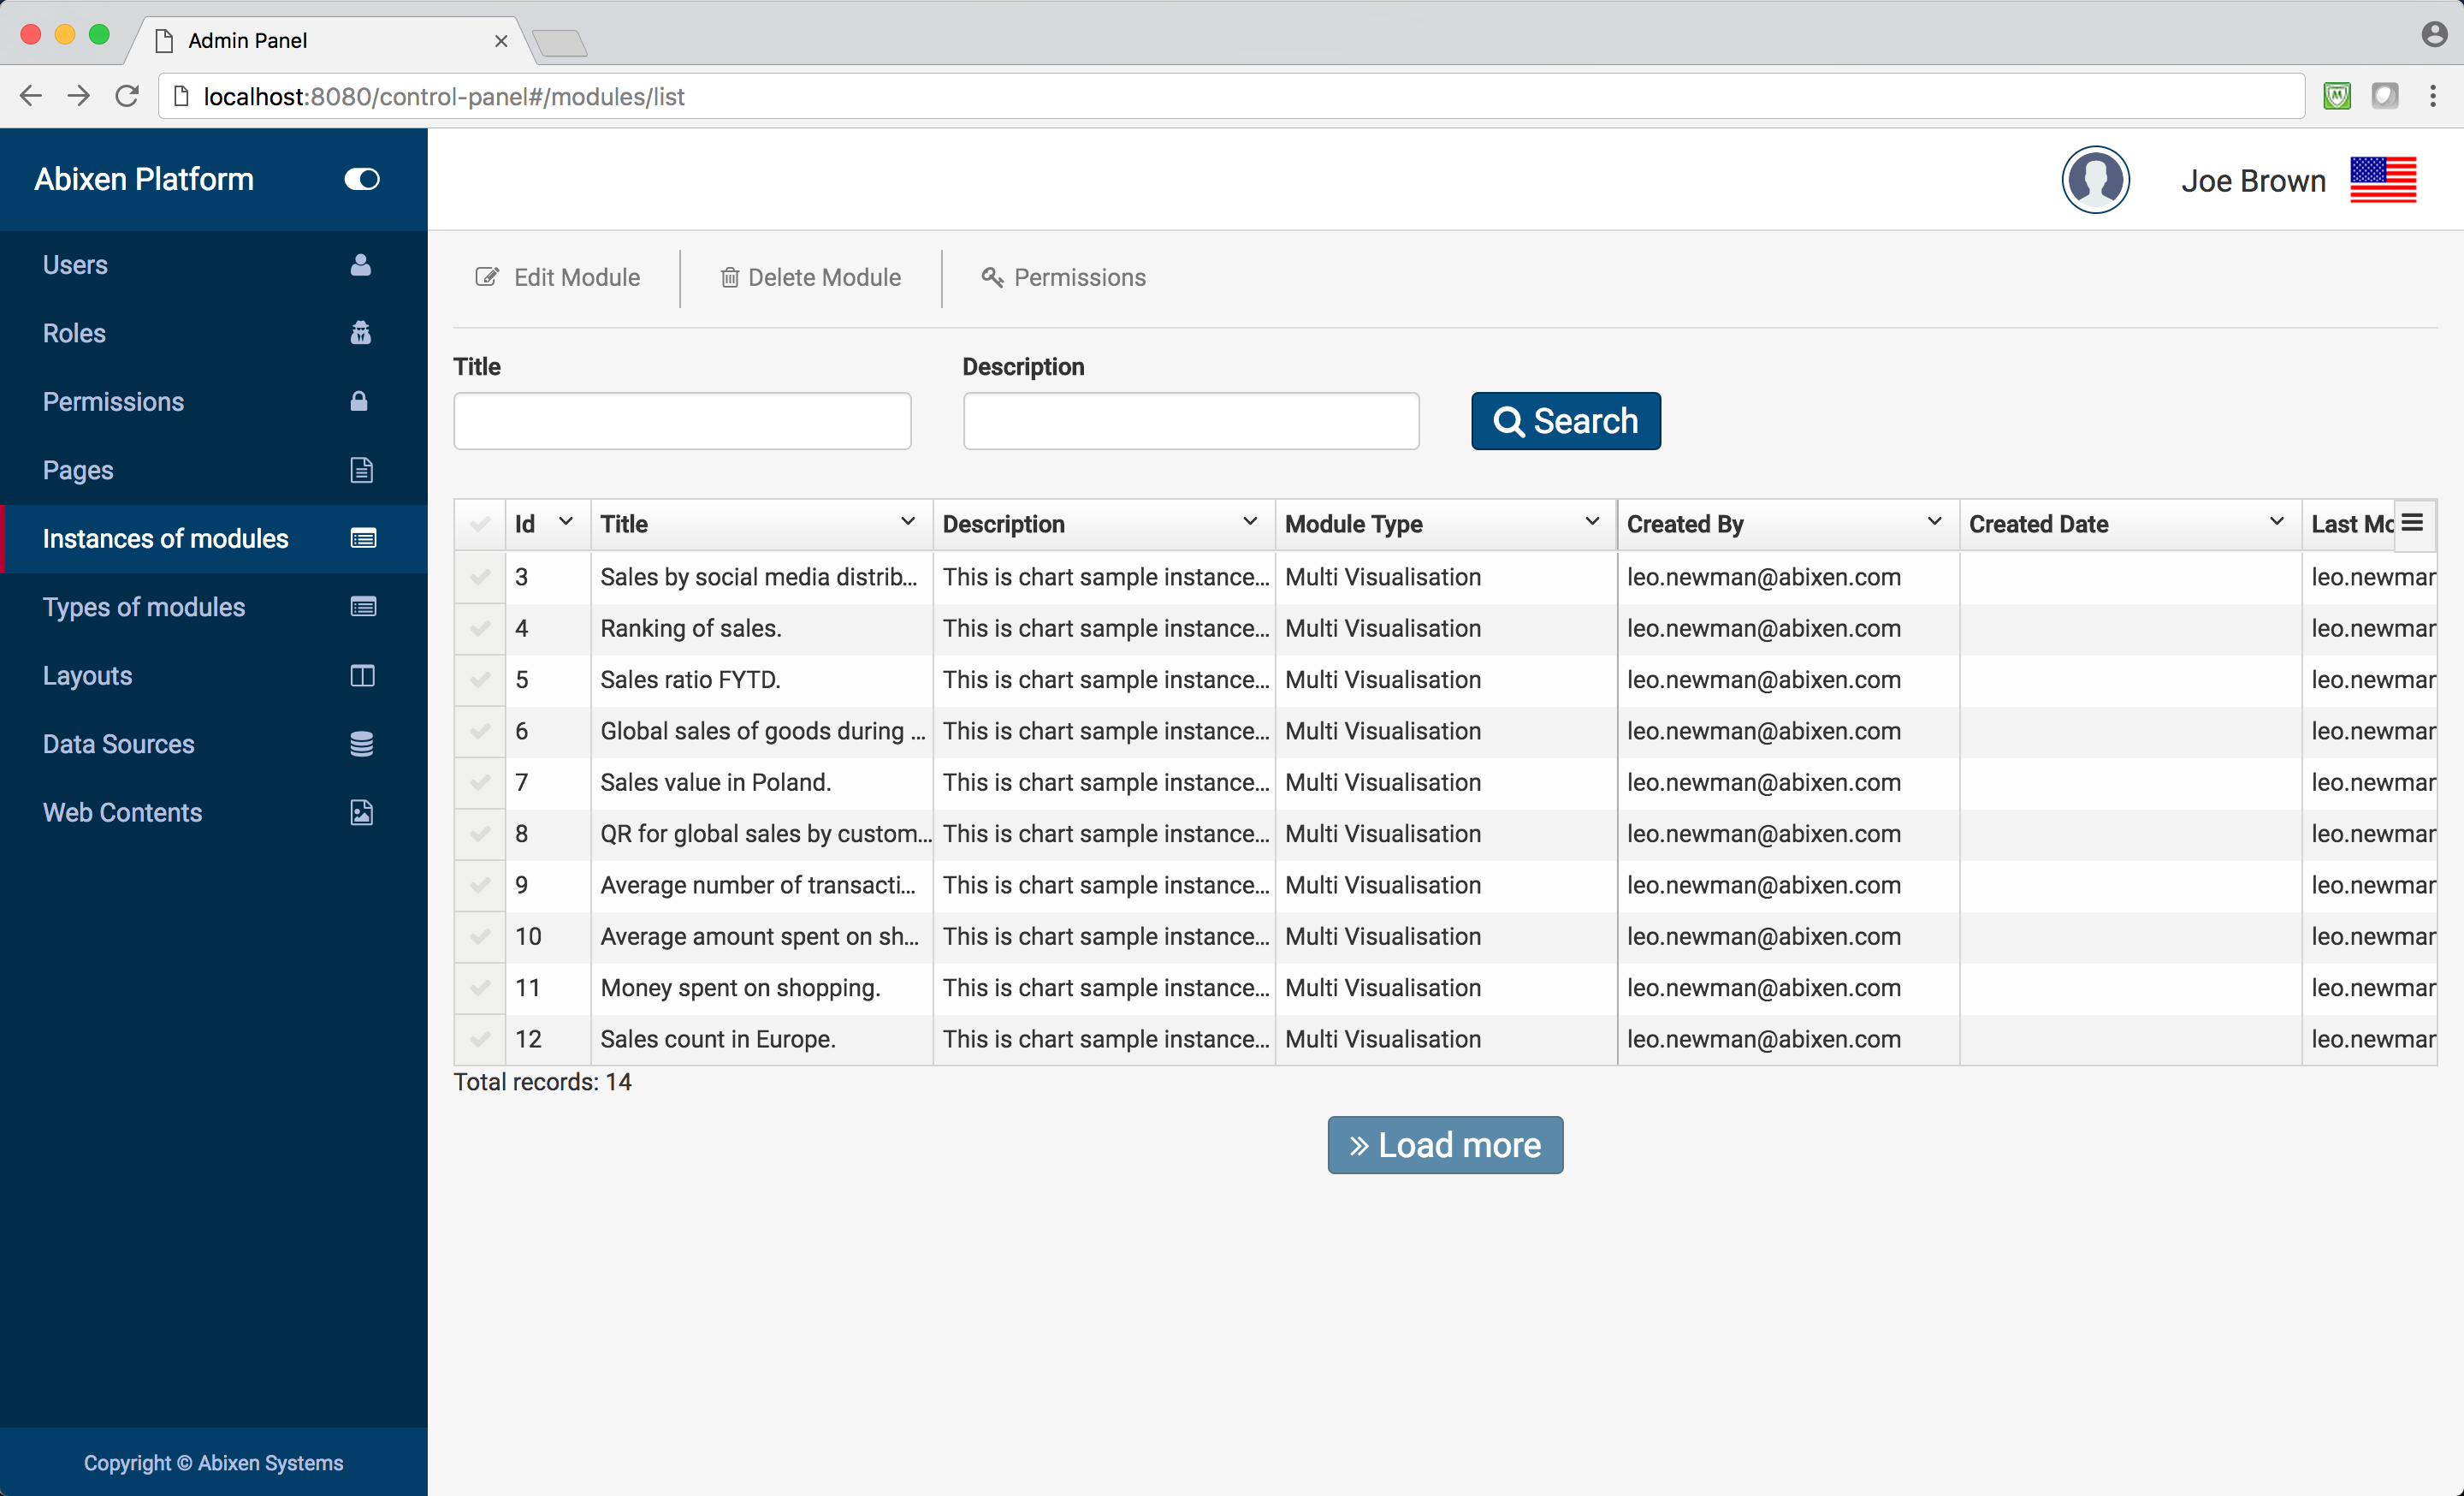 Admin Panel
localhost:8080/control-panel#/modules/list
Abixen Platform
Joe Brown
Users
Roles
Permissions
Pages
Instances of modules
Types of modules
Layouts
Data Sources
Web Contents
Copyright © Abixen Systems
Edit Module Delete Module Permissions
Title Description
Search
Id Title Description Module Type Created By Created Date Last Mo
3 Sales by social media distrib... This is chart sample instance... Multi Visualisation leo.newman@abixen.com leo.newman
4 Ranking of sales. This is chart sample instance... Multi Visualisation leo.newman@abixen.com leo.newman
5 Sales ratio FYTD. This is chart sample instance... Multi Visualisation leo.newman@abixen.com leo.newman
6 Global sales of goods during ... This is chart sample instance... Multi Visualisation leo.newman@abixen.com leo.newman
7 Sales value in Poland. This is chart sample instance... Multi Visualisation leo.newman@abixen.com leo.newman
8 QR for global sales by custom... This is chart sample instance... Multi Visualisation leo.newman@abixen.com leo.newman
9 Average number of transacti... This is chart sample instance... Multi Visualisation leo.newman@abixen.com leo.newman
10 Average amount spent on sh... This is chart sample instance... Multi Visualisation leo.newman@abixen.com leo.newman
11 Money spent on shopping. This is chart sample instance... Multi Visualisation leo.newman@abixen.com leo.newman
12 Sales count in Europe. This is chart sample instance... Multi Visualisation leo.newman@abixen.com leo.newman
Total records: 14
Load more